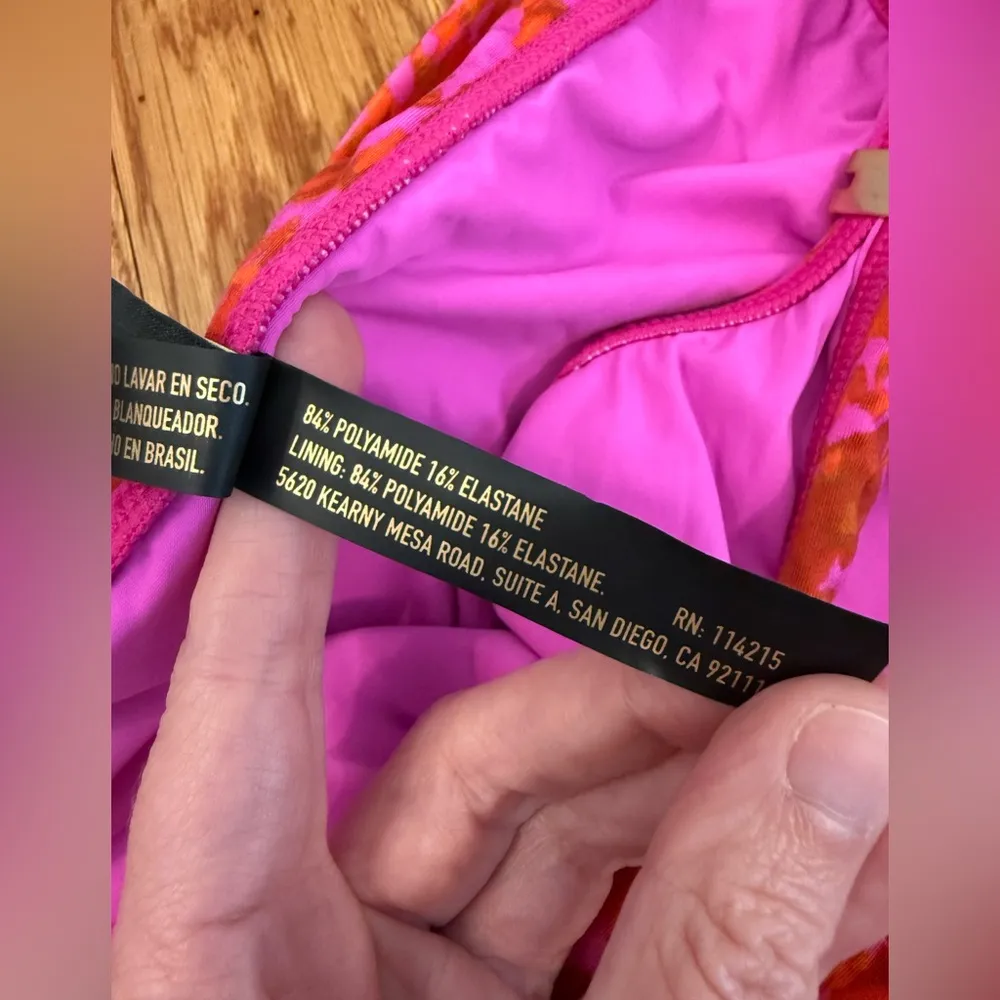 LAVAR EN SECO.
BLANQUEADOR.
EN BRASIL.
84% POLYAMIDE 16% ELASTANE
LINING: 84% POLYAMIDE 16% ELASTANE.
5620 KEARNY MESA ROAD, SUITE A, SAN DIEGO, CA 92111
RN: 114215